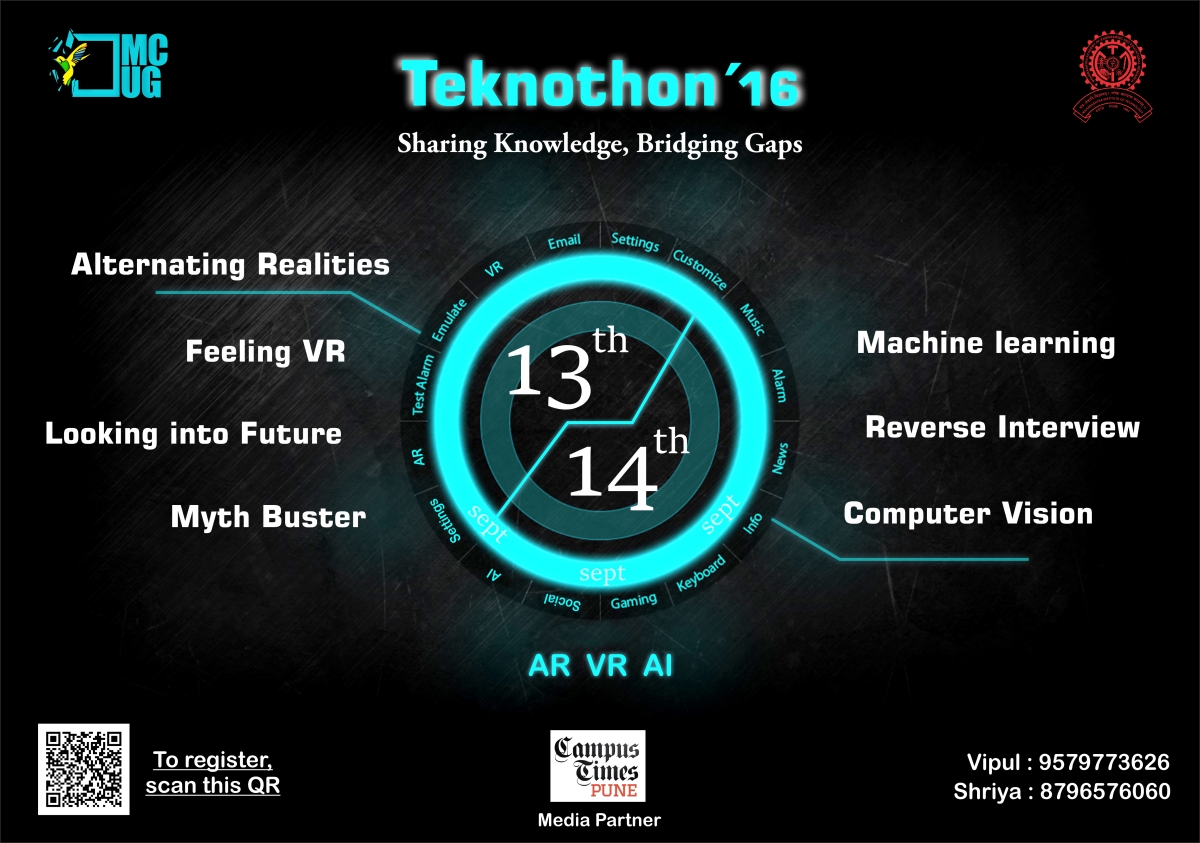 MC
UG
Teknothon ´16
Sharing Knowledge, Bridging Gaps
Alternating Realities
Feeling VR
Looking into Future
Myth Buster
Machine learning
Reverse Interview
Computer Vision
Email
Settings
Customize
Music
Alarm
News
Info
Keyboard
Gaming
Social
AI
Settings
AR
Test Alarm
Emulate
VR
13th
14th
sept
sept
sept
AR VR AI
To register,
scan this QR
Campus
Times
PUNE
Media Partner
Vipul : 9579773626
Shriya : 8796576060